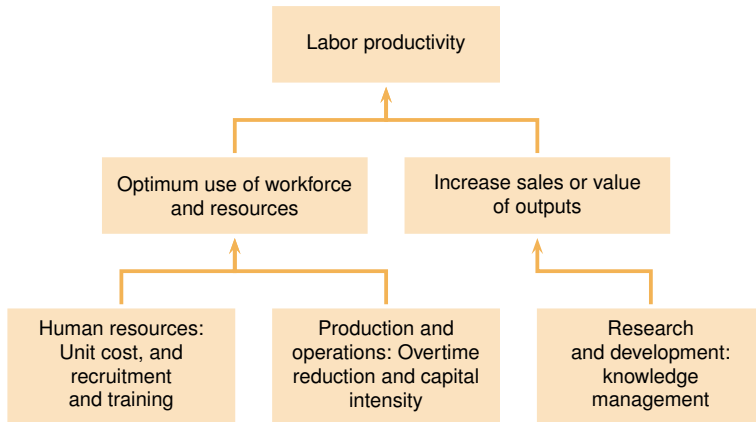 Labor productivity
Optimum use of workforce
and resources
Increase sales or value
of outputs
Human resources:
Unit cost, and
recruitment
and training
Production and
operations: Overtime
reduction and capital
intensity
Research
and development:
knowledge
management